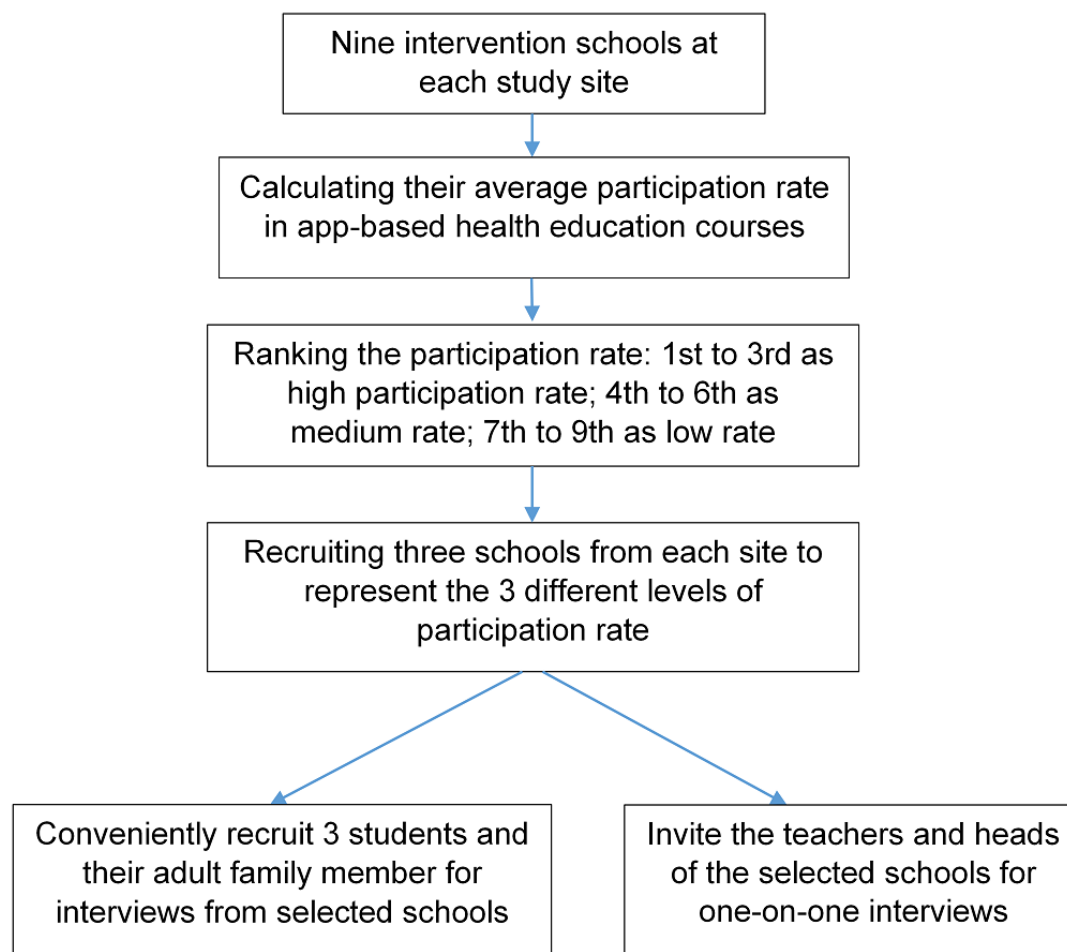 Nine intervention schools at
each study site
Calculating their average participation rate
in app-based health education courses
Ranking the participation rate: 1st to 3rd as
high participation rate; 4th to 6th as
medium rate; 7th to 9th as low rate
Recruiting three schools from each site to
represent the 3 different levels of
participation rate
Conveniently recruit 3 students and
their adult family member for
interviews from selected schools
Invite the teachers and heads
of the selected schools for
one-on-one interviews